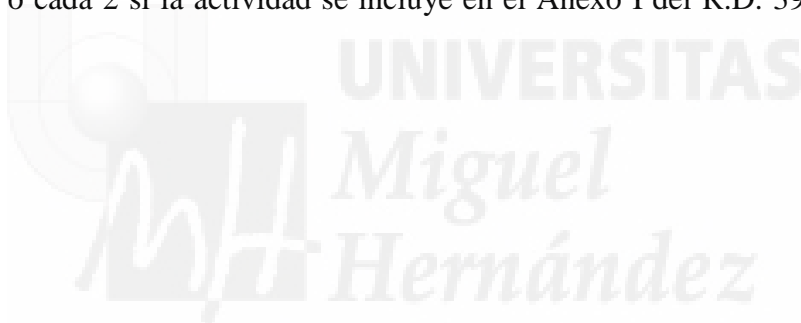 o cada 2 si la actividad se incluye en el Anexo I del R.D. 39
UNIVERSITAS
Miguel
Hernández